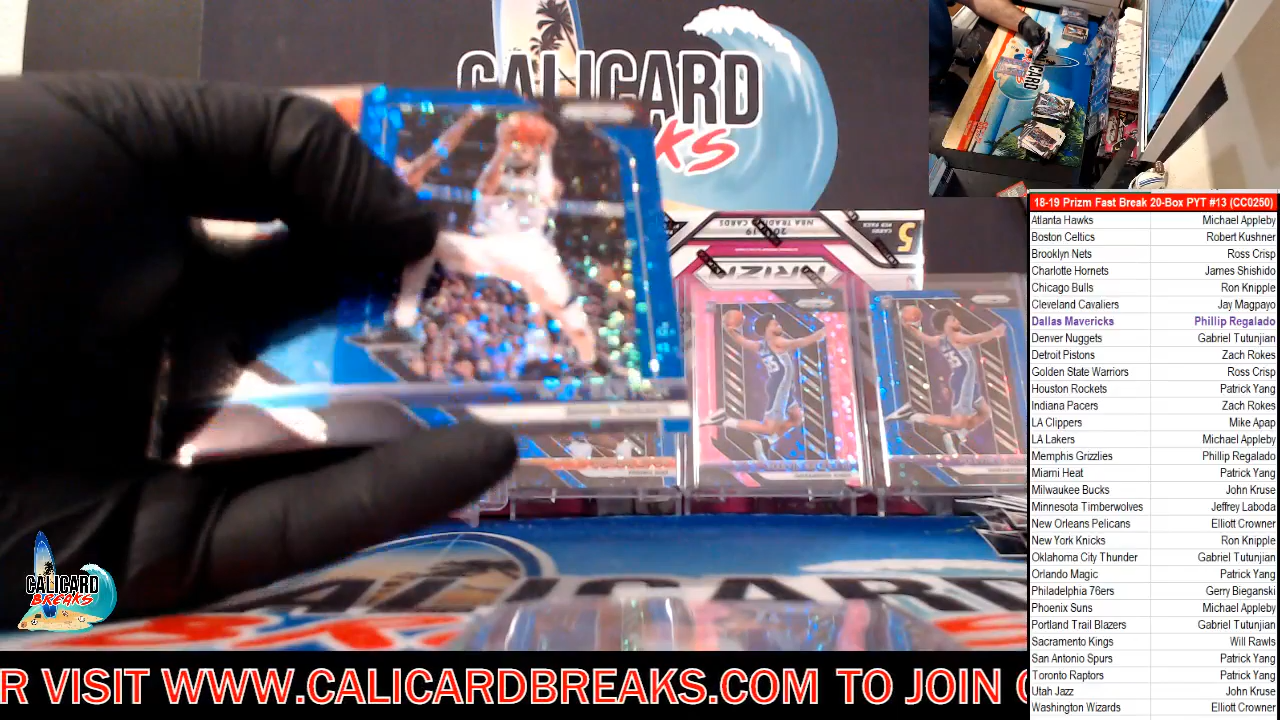 CALICARD
KS
18-19 Prizm Fast Break 20-Box PYT #13 (CC0250)
Atlanta Hawks Michael Appleby
Boston Celtics Robert Kushner
Brooklyn Nets Ross Crisp
Charlotte Hornets James Shishido
Chicago Bulls Ron Knipple
Cleveland Cavaliers Jay Magpayo
Dallas Mavericks Phillip Regalado
Denver Nuggets Gabriel Tutunjian
Detroit Pistons Zach Rokes
Golden State Warriors Ross Crisp
Houston Rockets Patrick Yang
Indiana Pacers Zach Rokes
LA Clippers Mike Apap
LA Lakers Michael Appleby
Memphis Grizzlies Phillip Regalado
Miami Heat Patrick Yang
Milwaukee Bucks John Kruse
Minnesota Timberwolves Jeffrey Laboda
New Orleans Pelicans Elliott Crowner
New York Knicks Ron Knipple
Oklahoma City Thunder Gabriel Tutunjian
Orlando Magic Patrick Yang
Philadelphia 76ers Gerry Bieganski
Phoenix Suns Michael Appleby
Portland Trail Blazers Gabriel Tutunjian
Sacramento Kings Will Rawls
San Antonio Spurs Patrick Yang
Toronto Raptors Patrick Yang
Utah Jazz John Kruse
Washington Wizards Elliott Crowner
NBA TRADING CARDS
5 CARDS PER PACK
PRIZM
CALICARD
BREAKS
R VISIT WWW.CALICARDBREAKS.COM TO JOIN